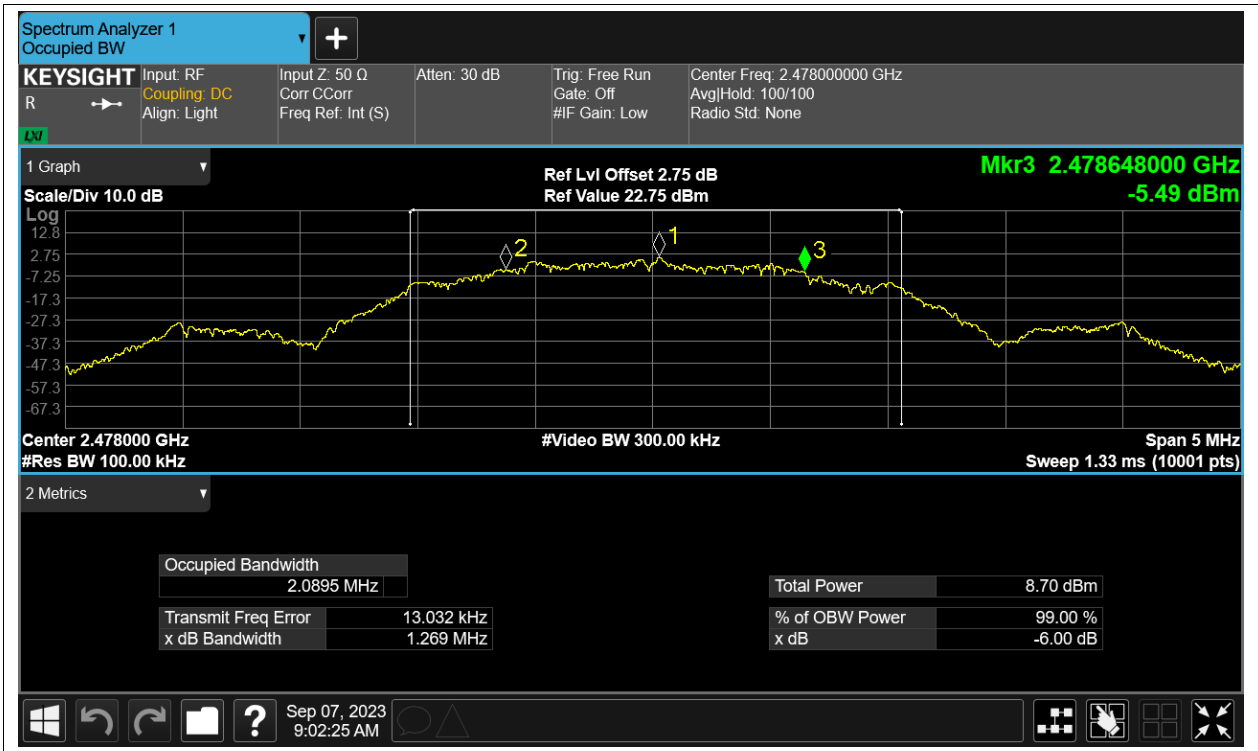 Spectrum Analyzer 1
Occupied BW
KEYSIGHT
R
LXI
Input: RF
Coupling: DC
Align: Light
Input Z: 50 Ω
Corr CCorr
Freq Ref: Int (S)
Atten: 30 dB
Trig: Free Run
Gate: Off
#IF Gain: Low
Center Freq: 2.478000000 GHz
Avg|Hold: 100/100
Radio Std: None
1 Graph
Scale/Div 10.0 dB
Ref Lvl Offset 2.75 dB
Ref Value 22.75 dBm
Mkr3 2.478648000 GHz
-5.49 dBm
Log
12.8
2.75
-7.25
-17.3
-27.3
-37.3
-47.3
-57.3
-67.3
2
1
3
Center 2.478000 GHz
#Res BW 100.00 kHz
#Video BW 300.00 kHz
Span 5 MHz
Sweep 1.33 ms (10001 pts)
2 Metrics
Occupied Bandwidth
2.0895 MHz
Transmit Freq Error 13.032 kHz
x dB Bandwidth 1.269 MHz
Total Power 8.70 dBm
% of OBW Power 99.00 %
x dB -6.00 dB
?
Sep 07, 2023
9:02:25 AM